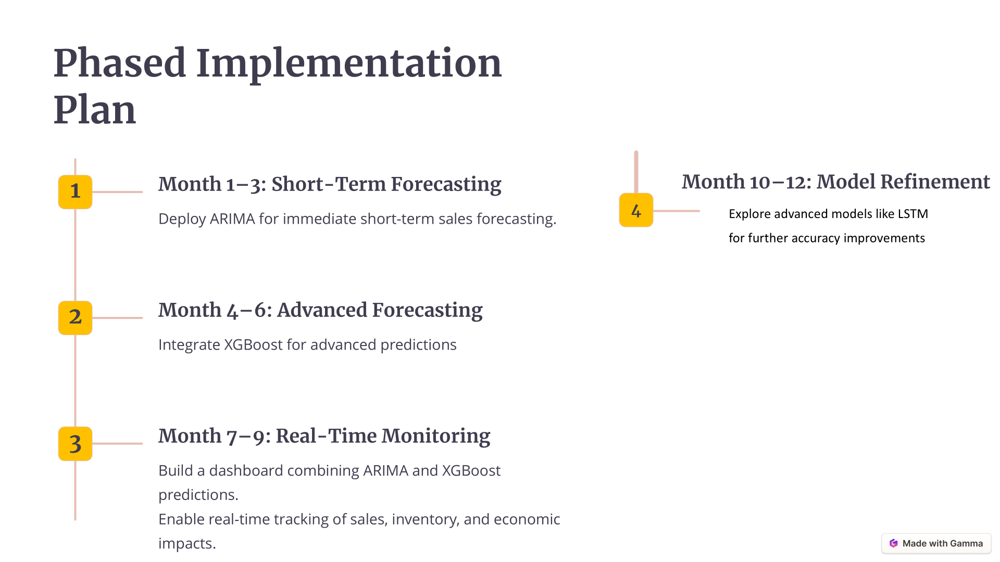 Phased Implementation
Plan
1
Month 1–3: Short-Term Forecasting
Deploy ARIMA for immediate short-term sales forecasting.
2
Month 4–6: Advanced Forecasting
Integrate XGBoost for advanced predictions
3
Month 7–9: Real-Time Monitoring
Build a dashboard combining ARIMA and XGBoost
predictions.
Enable real-time tracking of sales, inventory, and economic
impacts.
4
Month 10–12: Model Refinement
Explore advanced models like LSTM
for further accuracy improvements
Made with Gamma